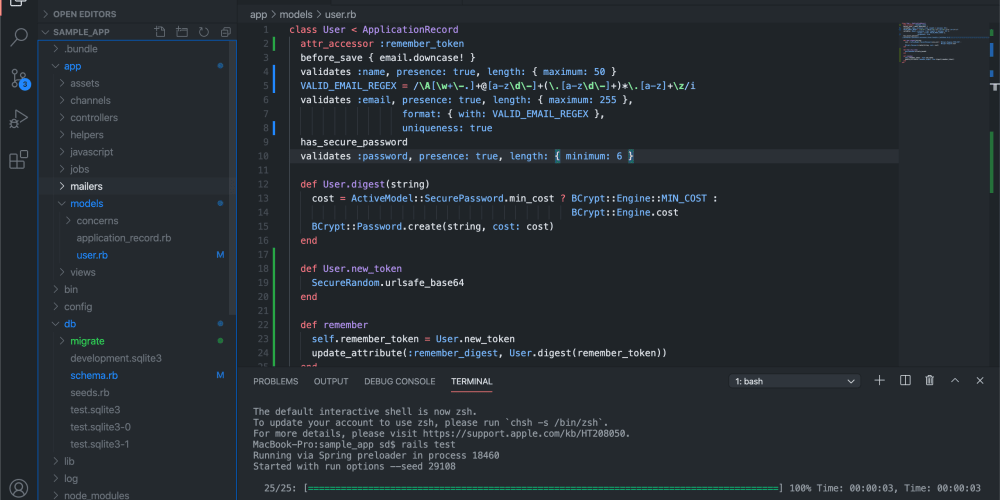 OPEN EDITORS
SAMPLE_APP
.bundle
app
assets
channels
controllers
helpers
javascript
jobs
mailers
models
concerns
application_record.rb
user.rb M
views
bin
config
db
migrate
development.sqlite3
schema.rb M
seeds.rb
test.sqlite3
test.sqlite3-0
test.sqlite3-1
lib
log
node_modules
3
app > models > user.rb
1 class User < ApplicationRecord
2 attr_accessor :remember_token
3 before_save { email.downcase! }
4 validates :name, presence: true, length: { maximum: 50 }
5 VALID_EMAIL_REGEX = /\A[\w+\-.]+@[a-z\d\-]+(\.[a-z\d\-]+)*\.[a-z]+\z/i
6 validates :email, presence: true, length: { maximum: 255 },
7 format: { with: VALID_EMAIL_REGEX },
8 uniqueness: true
9 has_secure_password
10 validates :password, presence: true, length: { minimum: 6 }
11
12 def User.digest(string)
13 cost = ActiveModel::SecurePassword.min_cost ? BCrypt::Engine::MIN_COST :
14 BCrypt::Engine.cost
15 BCrypt::Password.create(string, cost: cost)
16 end
17
18 def User.new_token
19 SecureRandom.urlsafe_base64
20 end
21
22 def remember
23 self.remember_token = User.new_token
24 update_attribute(:remember_digest, User.digest(remember_token))
PROBLEMS OUTPUT DEBUG CONSOLE TERMINAL 1: bash
The default interactive shell is now zsh.
To update your account to use zsh, please run `chsh -s /bin/zsh`.
For more details, please visit https://support.apple.com/kb/HT208050.
MacBook-Pro:sample_app sd$ rails test
Running via Spring preloader in process 18460
Started with run options --seed 29108
25/25: [===========================================================================] 100% Time: 00:00:03, Time: 00:00:03